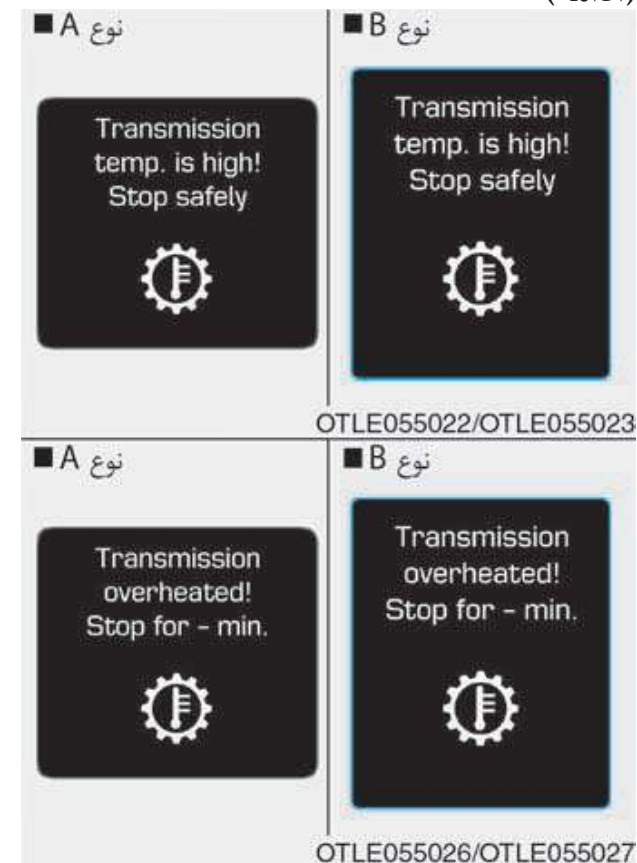 ■ A نوع
■ B نوع
Transmission
temp. is high!
Stop safely
Transmission
temp. is high!
Stop safely
OTLE055022/OTLE055023
■ A نوع
■ B نوع
Transmission
overheated!
Stop for - min.
Transmission
overheated!
Stop for - min.
OTLE055026/OTLE055027